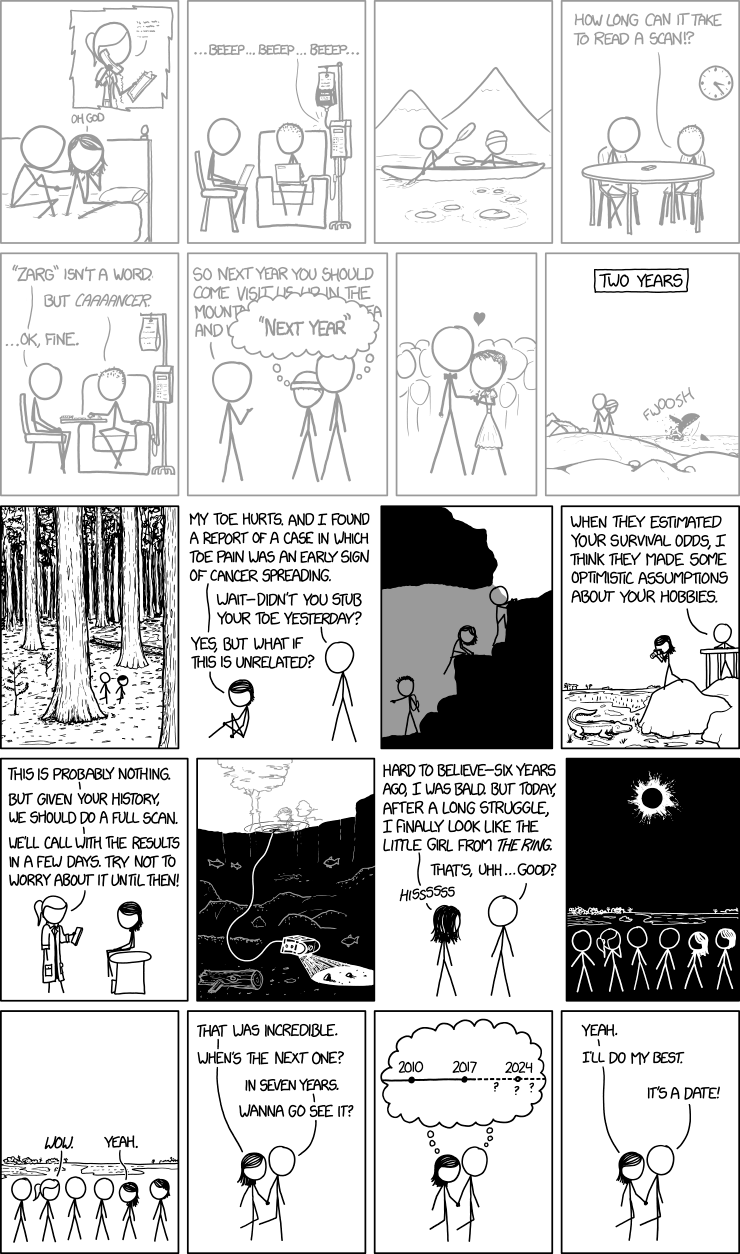 OH GOD
...BEEEP...BEEEP...BEEEP...
HOW LONG CAN IT TAKE
TO READ A SCAN!?
"ZARG" ISN'T A WORD.
BUT CAAAANCER.
...OK, FINE.
SO NEXT YEAR YOU SHOULD
COME VISIT US UP IN THE
MOUNT
AND
"NEXT YEAR"
TWO YEARS
FWOOSH
MY TOE HURTS. AND I FOUND
A REPORT OF A CASE IN WHICH
TOE PAIN WAS AN EARLY SIGN
OF CANCER SPREADING.
WAIT—DIDN'T YOU STUB
YOUR TOE YESTERDAY?
YES, BUT WHAT IF
THIS IS UNRELATED?
WHEN THEY ESTIMATED
YOUR SURVIVAL ODDS, I
THINK THEY MADE SOME
OPTIMISTIC ASSUMPTIONS
ABOUT YOUR HOBBIES.
THIS IS PROBABLY NOTHING.
BUT GIVEN YOUR HISTORY,
WE SHOULD DO A FULL SCAN.
WE'LL CALL WITH THE RESULTS
IN A FEW DAYS. TRY NOT TO
WORRY ABOUT IT UNTIL THEN!
HARD TO BELIEVE—SIX YEARS
AGO, I WAS BALD. BUT TODAY,
AFTER A LONG STRUGGLE,
I FINALLY LOOK LIKE THE
LITTLE GIRL FROM THE RING.
THAT'S, UHH...GOOD?
HISSSSSS
WOW. YEAH.
THAT WAS INCREDIBLE.
WHEN'S THE NEXT ONE?
IN SEVEN YEARS.
WANNA GO SEE IT?
2010 2017 2024
? ? ?
YEAH.
I'LL DO MY BEST.
IT'S A DATE!